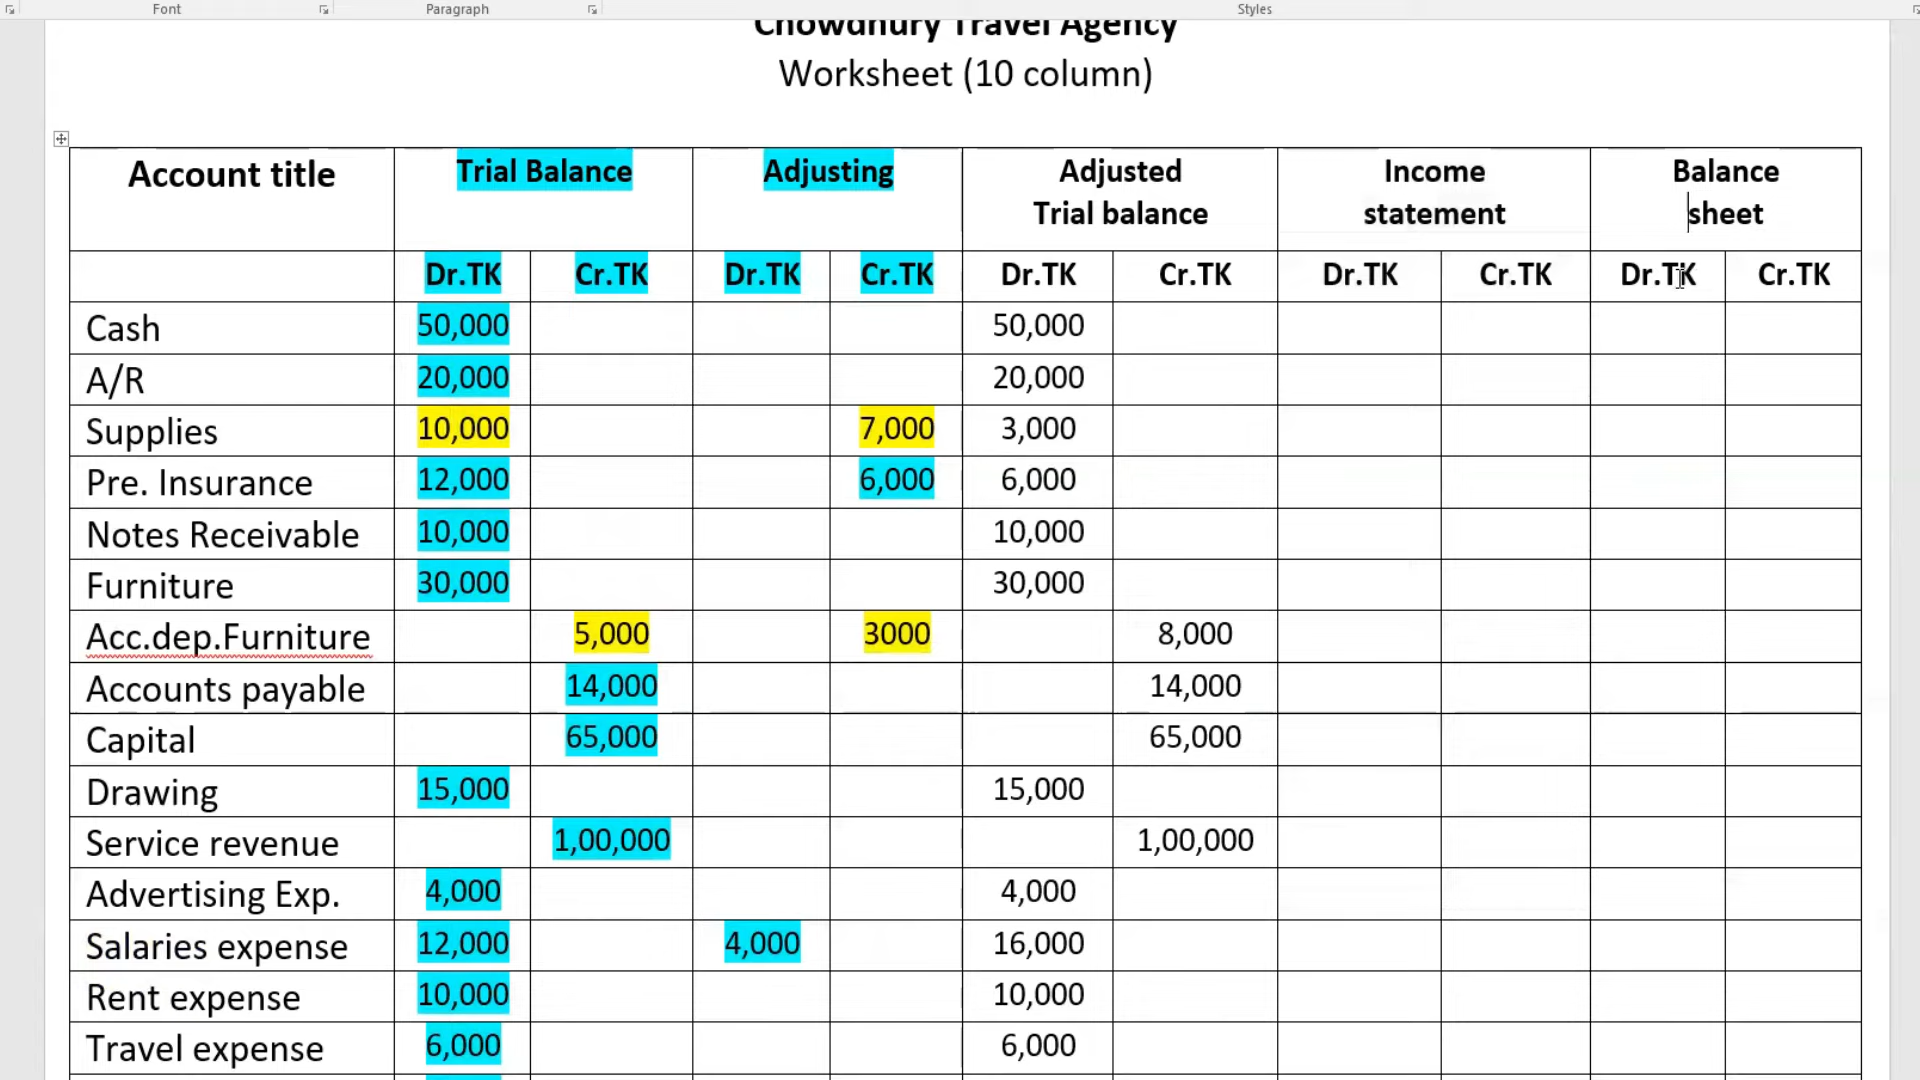 Font Paragraph Styles
Chowdhury Travel Agency
Worksheet (10 column)
Account title Trial Balance Adjusting Adjusted Trial balance Income statement Balance sheet
Dr.TK Cr.TK Dr.TK Cr.TK Dr.TK Cr.TK Dr.TK Cr.TK Dr.TK Cr.TK
Cash 50,000 50,000
A/R 20,000 20,000
Supplies 10,000 7,000 3,000
Pre. Insurance 12,000 6,000 6,000
Notes Receivable 10,000 10,000
Furniture 30,000 30,000
Acc.dep.Furniture 5,000 3000 8,000
Accounts payable 14,000 14,000
Capital 65,000 65,000
Drawing 15,000 15,000
Service revenue 1,00,000 1,00,000
Advertising Exp. 4,000 4,000
Salaries expense 12,000 4,000 16,000
Rent expense 10,000 10,000
Travel expense 6,000 6,000